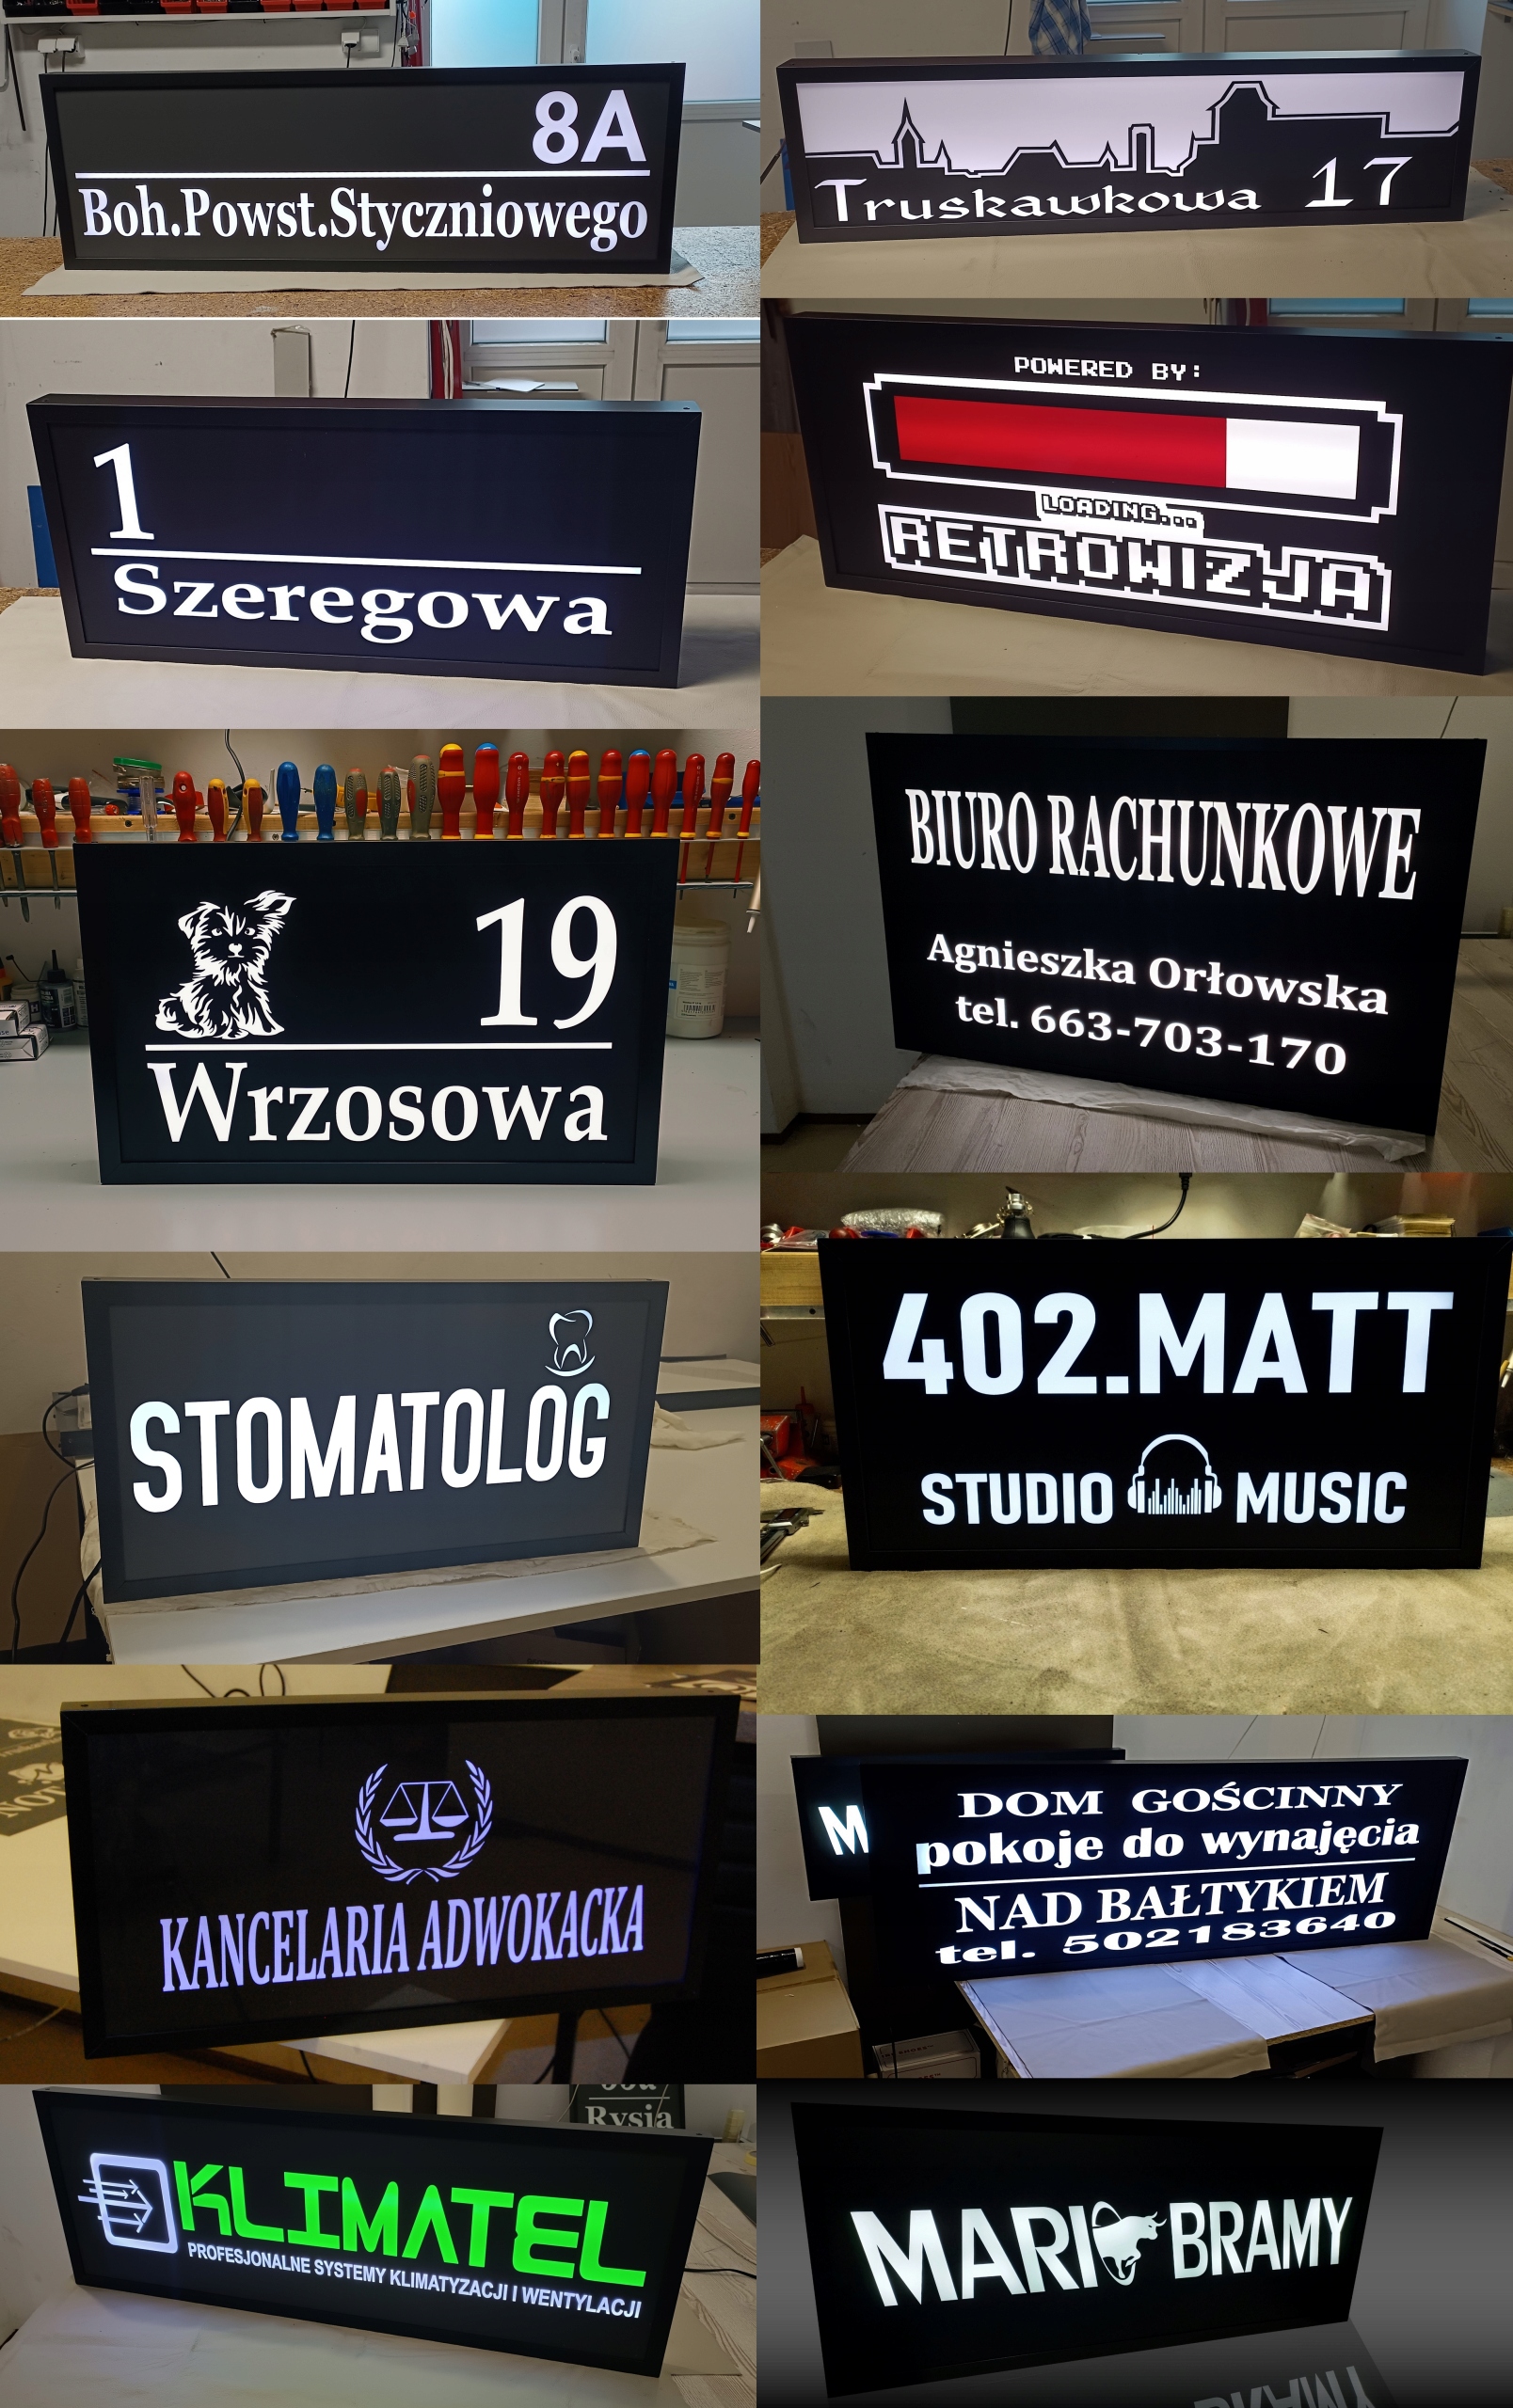 8A
Boh.Powst.Styczniowego
Truskawkowa 17
1
Szeregowa
POWERED BY:
LOADING...
RETROWIZJA
19
Wrzosowa
BIURO RACHUNKOWE
Agnieszka Orłowska
tel. 663-703-170
STOMATOLOG
402.MATT
STUDIO MUSIC
KANCELARIA ADWOKACKA
M
DOM GOŚCINNY
pokoje do wynajęcia
NAD BAŁTYKIEM
tel. 502183640
Rysia
KLIMATEL
PROFESJONALNE SYSTEMY KLIMATYZACJI I WENTYLACJI
MARIO BRAMY